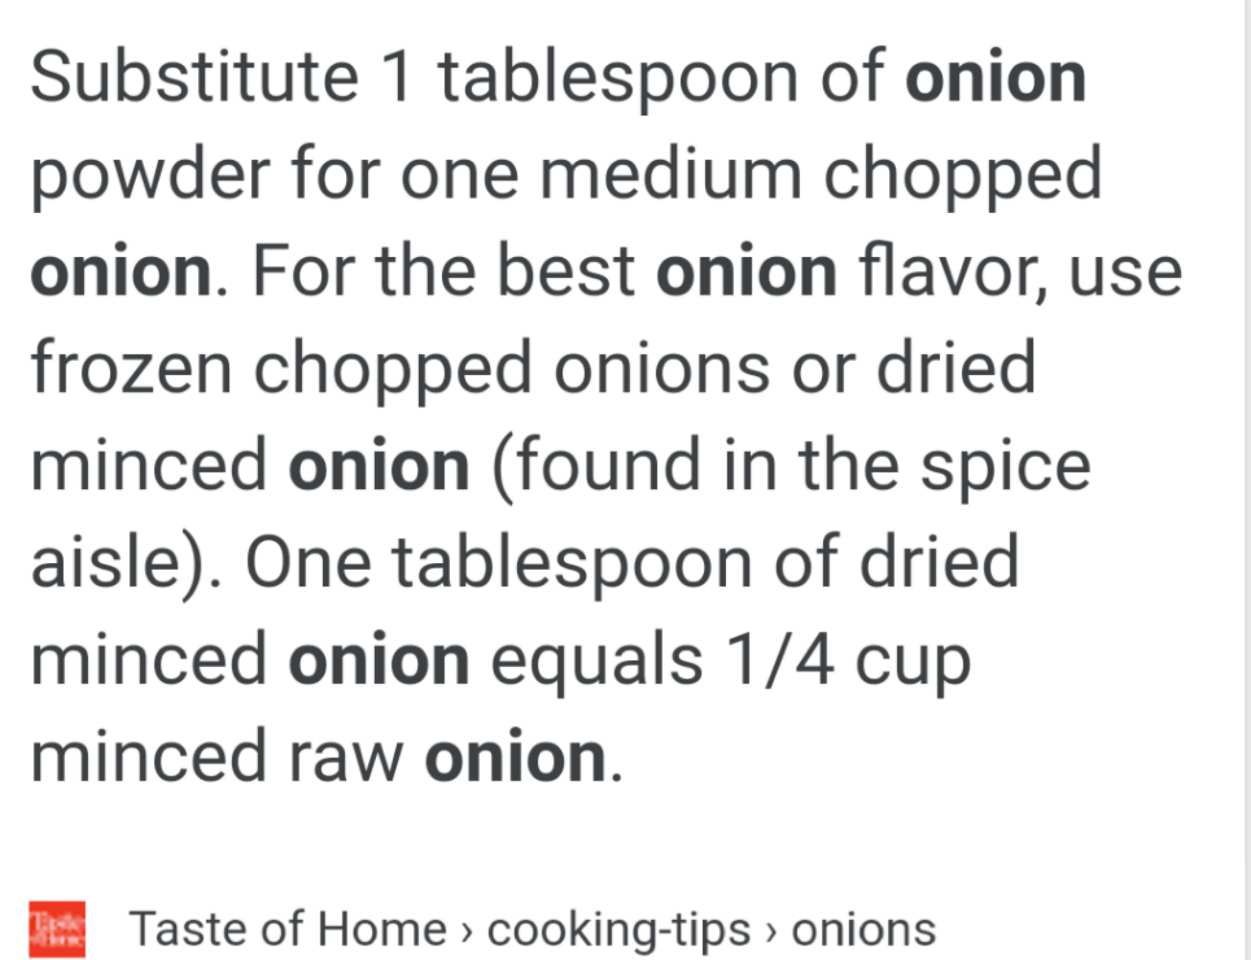 Substitute 1 tablespoon of onion
powder for one medium chopped
onion. For the best onion flavor, use
frozen chopped onions or dried
minced onion (found in the spice
aisle). One tablespoon of dried
minced onion equals 1/4 cup
minced raw onion.
Taste of Home
Taste of Home › cooking-tips › onions